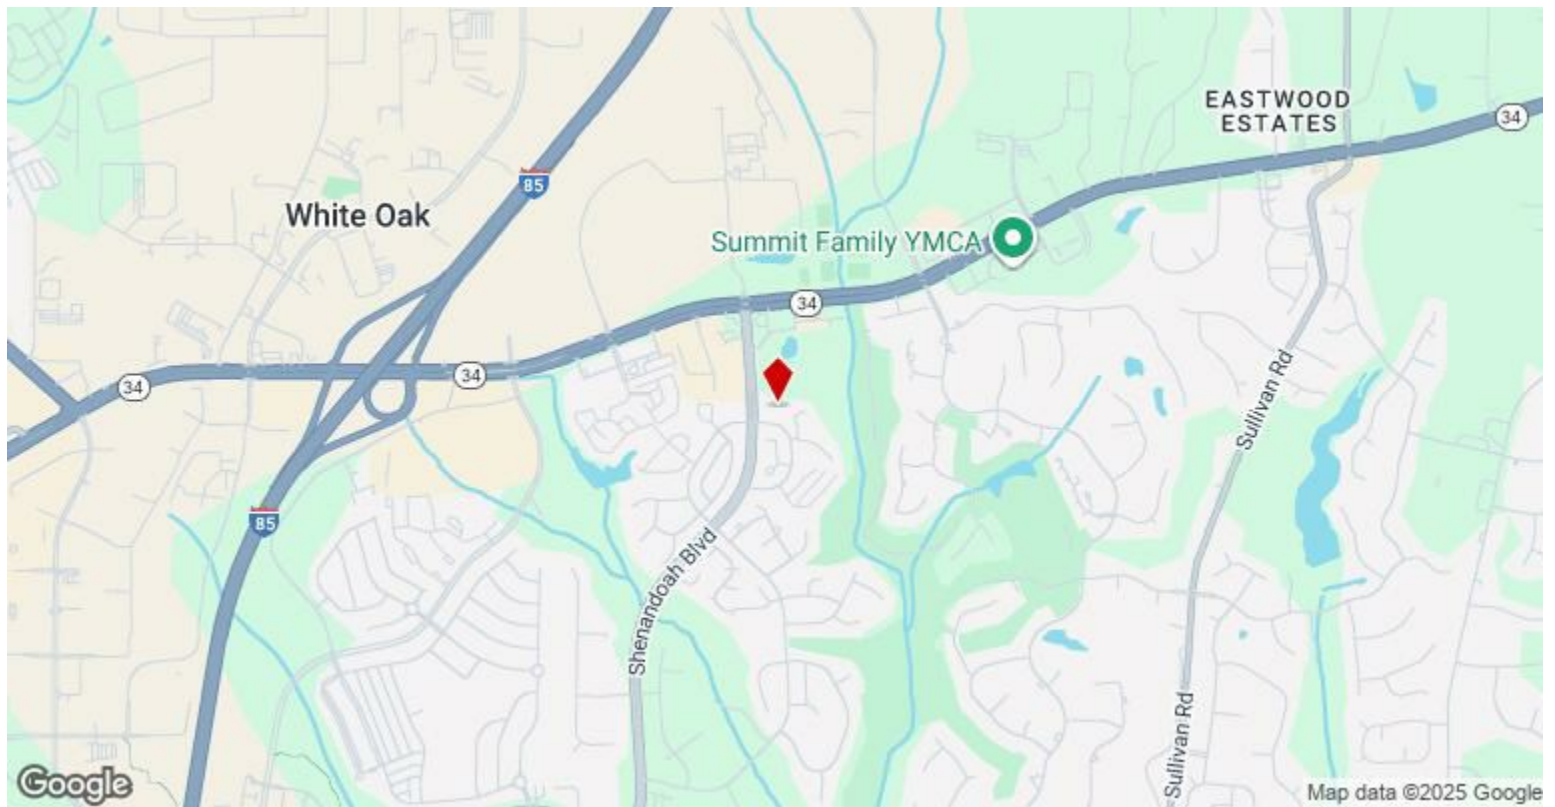 EASTWOOD
ESTATES
34
85
White Oak
Summit Family YMCA
34
34
34
Sullivan Rd
85
Shenandoah Blvd
Sullivan Rd
Google
Map data ©2025 Google